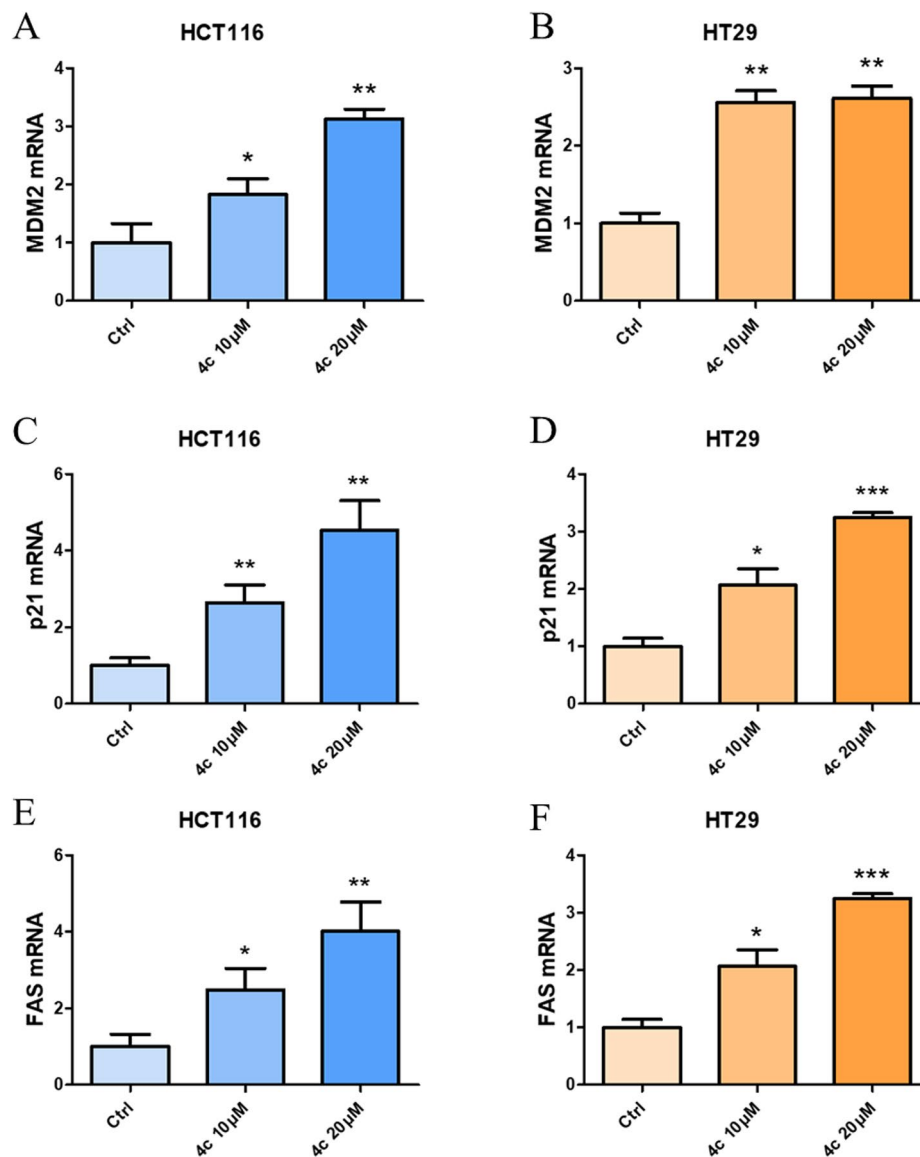 A
HCT116
MDM2 mRNA
4
3
2
1
0
*
**
Ctrl
4c 10μM
4c 20μM
B
HT29
MDM2 mRNA
3
2
1
0
**
**
Ctrl
4c 10μM
4c 20μM
C
HCT116
p21 mRNA
6
4
2
0
**
**
Ctrl
4c 10μM
4c 20μM
D
HT29
p21 mRNA
4
3
2
1
0
*
***
Ctrl
4c 10μM
4c 20μM
E
HCT116
FAS mRNA
6
4
2
0
*
**
Ctrl
4c 10μM
4c 20μM
F
HT29
FAS mRNA
4
3
2
1
0
*
***
Ctrl
4c 10μM
4c 20μM